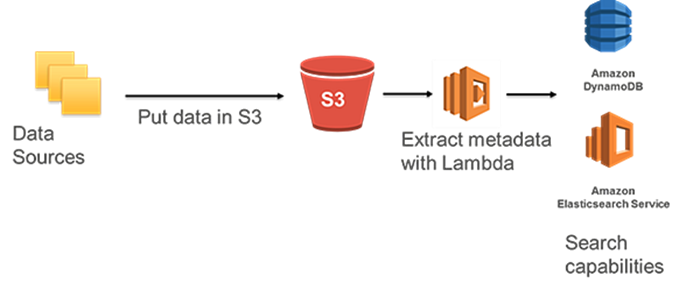 Data
Sources
Put data in S3
S3
Extract metadata
with Lambda
Amazon
DynamoDB
Amazon
Elasticsearch Service
Search
capabilities